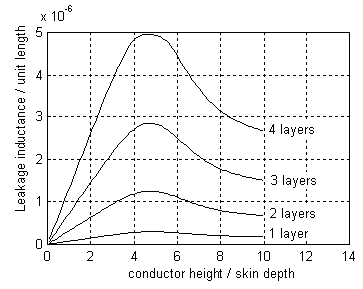 x 10-6
5
4
3
2
1
0
Leakage inductance / unit length
4 layers
3 layers
2 layers
1 layer
0 2 4 6 8 10 12 14
conductor height / skin depth